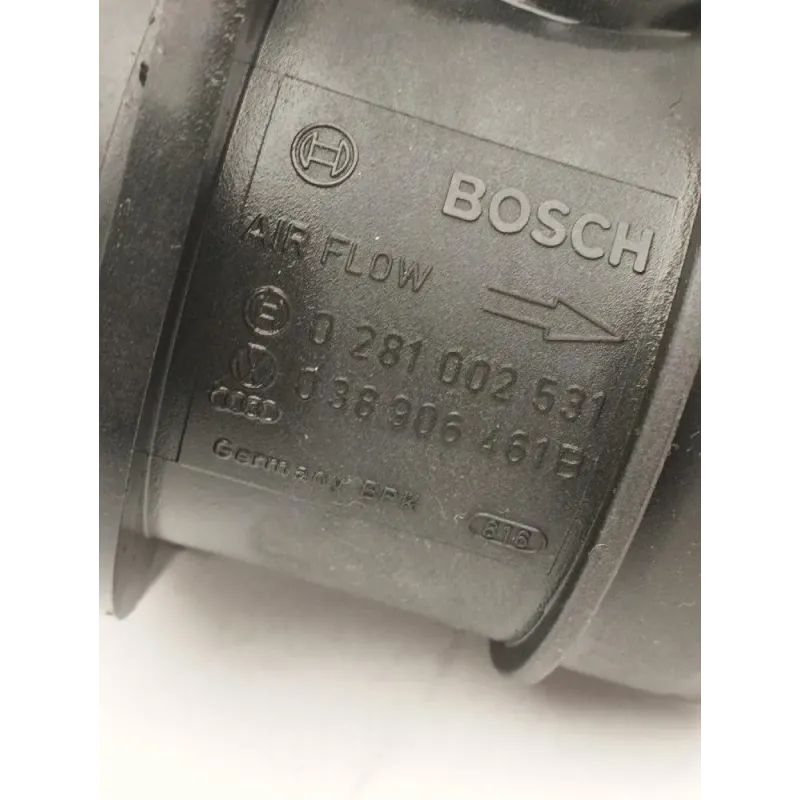 BOSCH
AIR FLOW
0 281 002 531
038 906 461B
Germany BPK
816